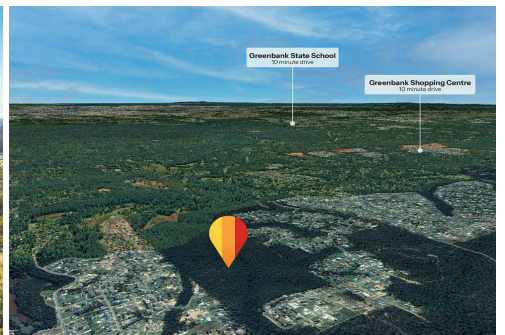 Greenbank State School
10 minute drive
Greenbank Shopping Centre
10 minute drive